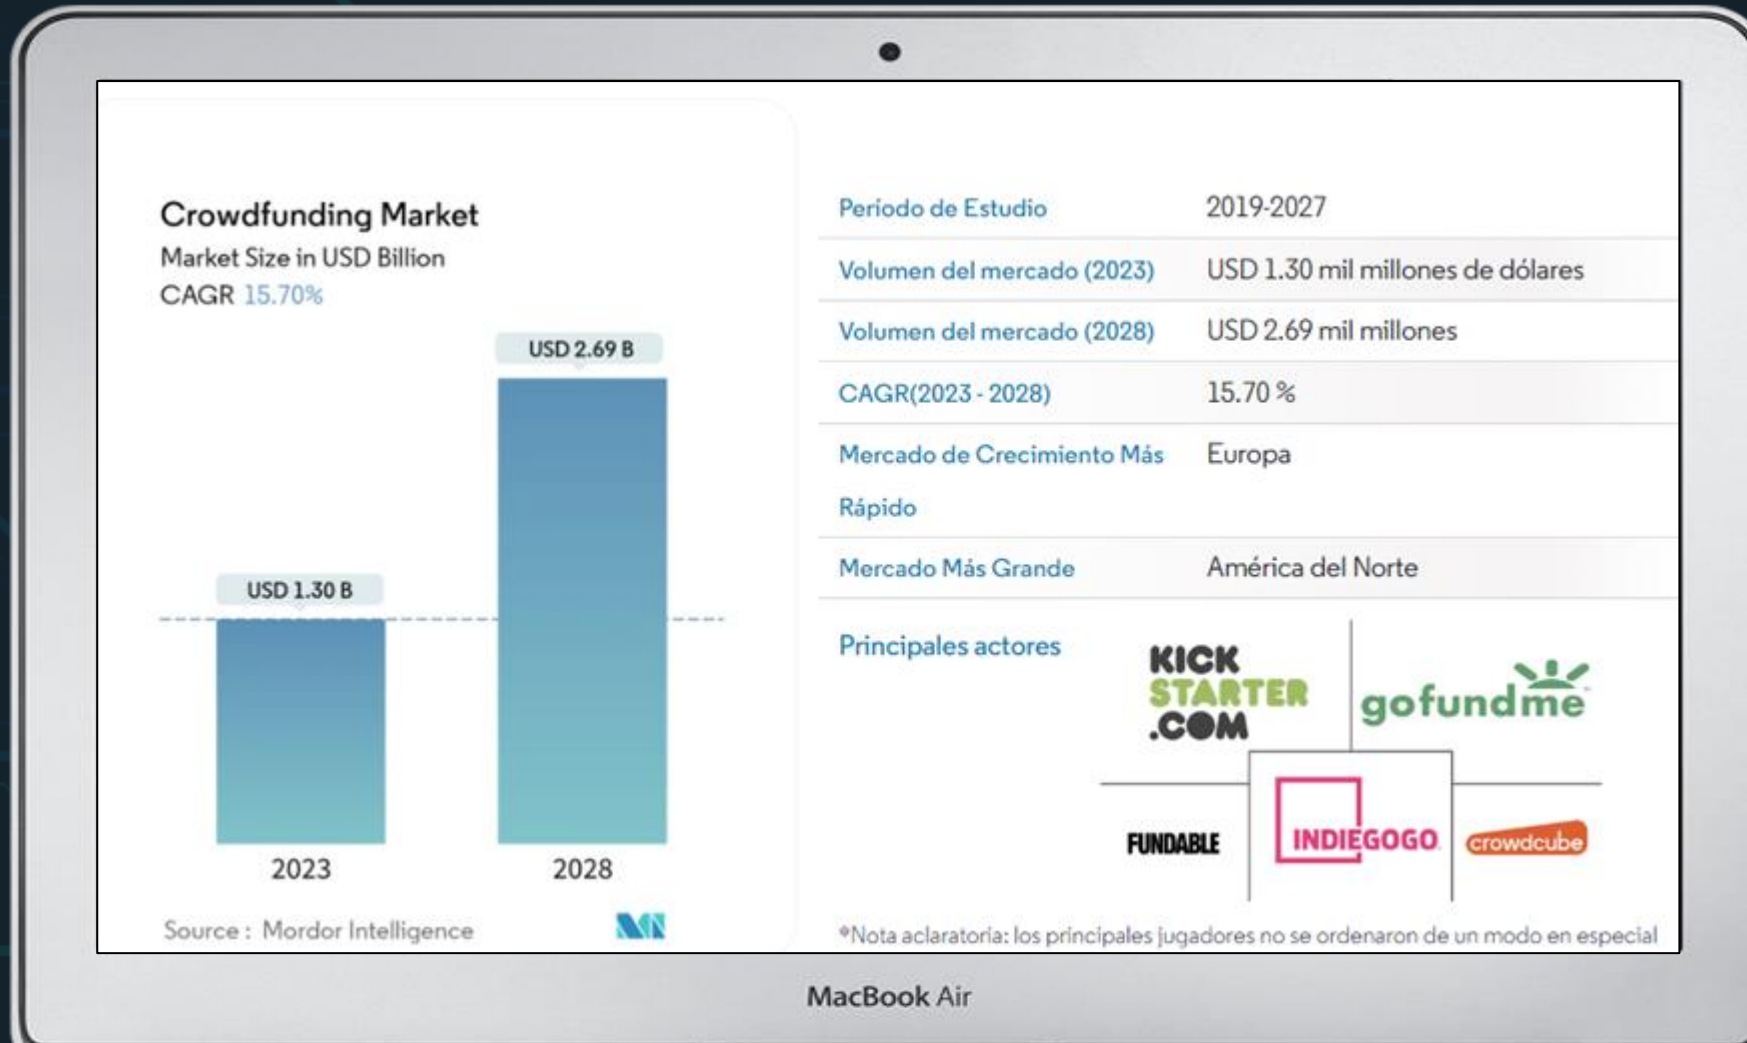 Crowdfunding Market
Market Size in USD Billion
CAGR 15.70%
USD 2.69 B
USD 1.30 B
2023
2028
Source : Mordor Intelligence
Período de Estudio 2019-2027
Volumen del mercado (2023) USD 1.30 mil millones de dólares
Volumen del mercado (2028) USD 2.69 mil millones
CAGR(2023 - 2028) 15.70 %
Mercado de Crecimiento Más Europa
Rápido
Mercado Más Grande América del Norte
Principales actores
KICK
STARTER
.COM
gofundme
FUNDABLE
INDIEGOGO
crowdcube
*Nota aclaratoria: los principales jugadores no se ordenaron de un modo en especial
MacBook Air